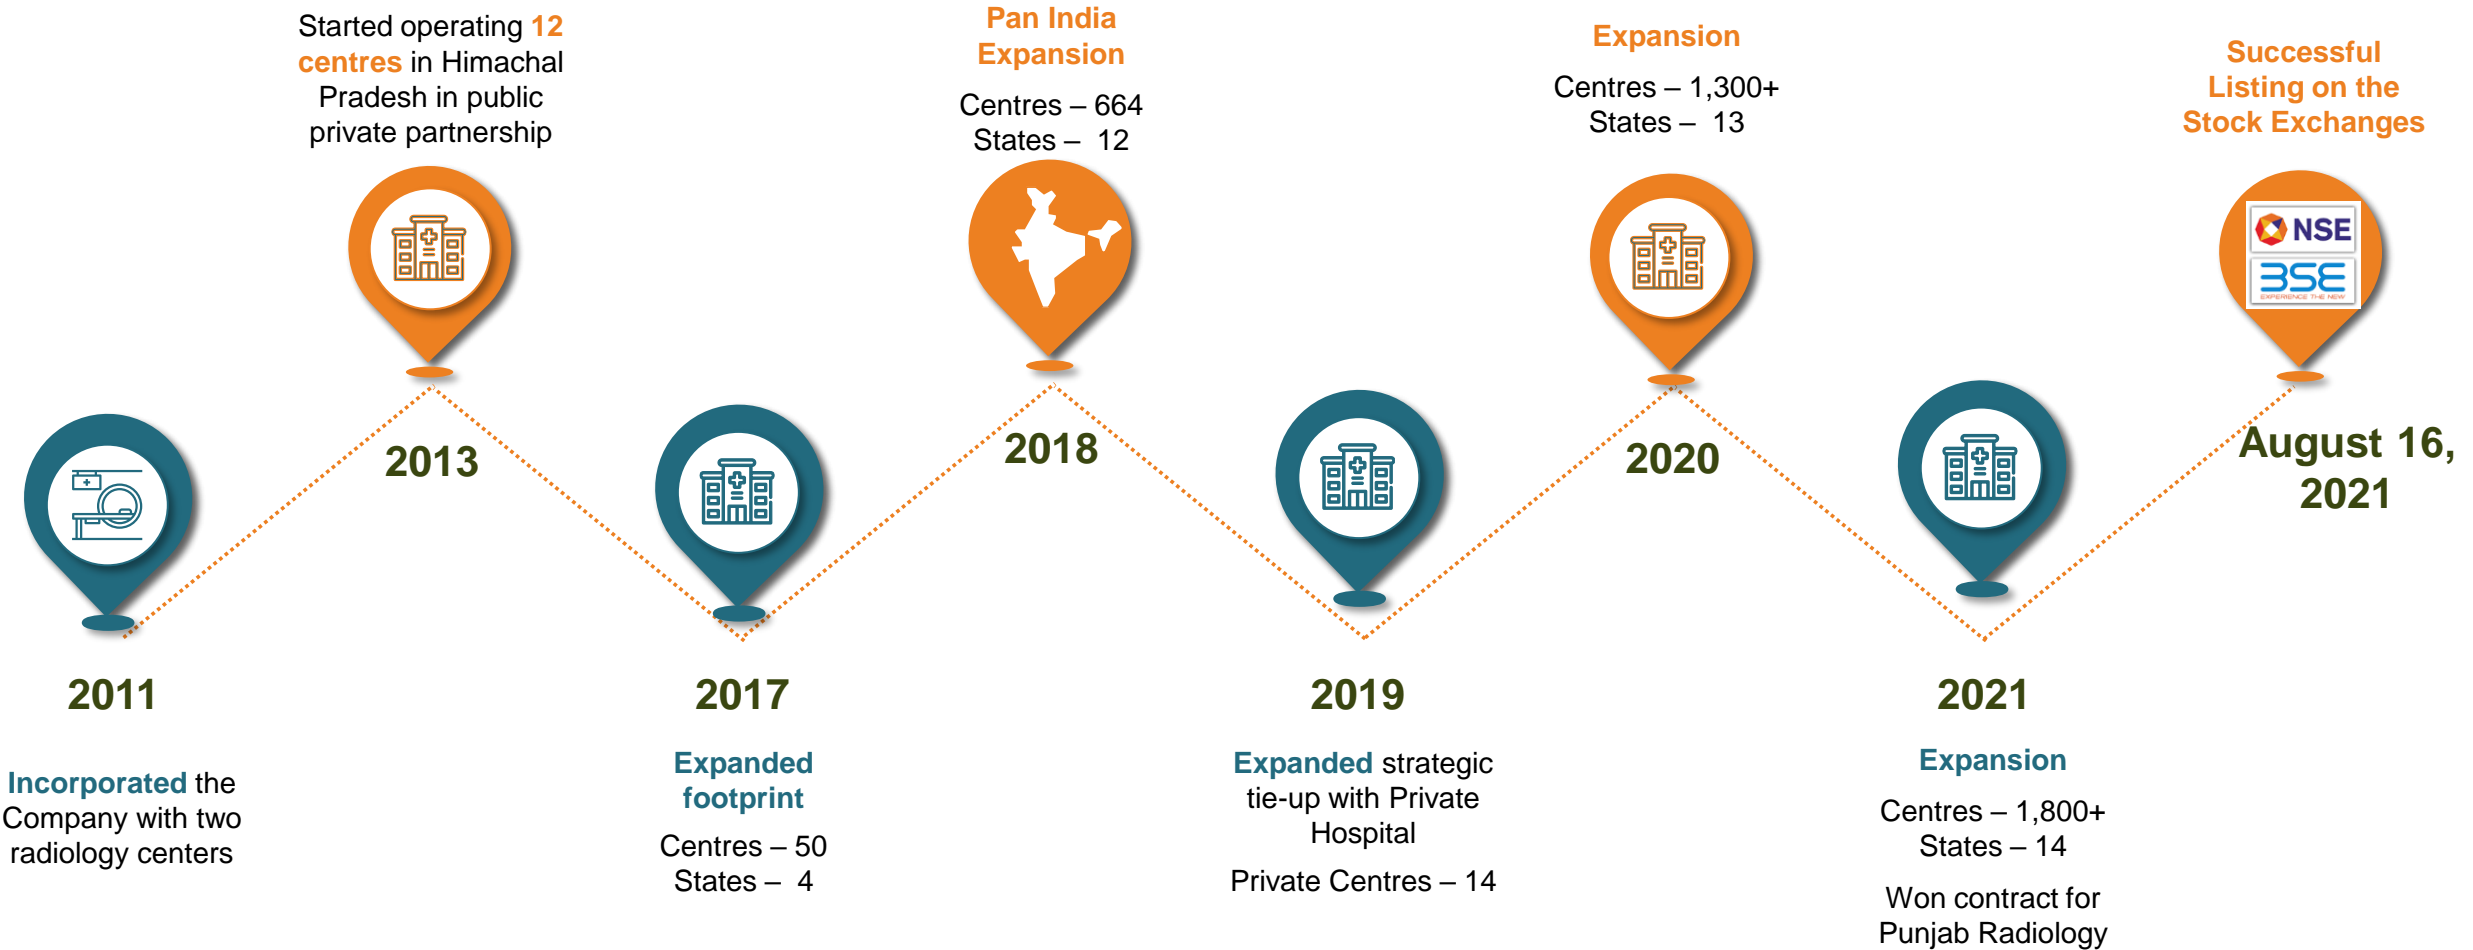 Started operating 12
centres in Himachal
Pradesh in public
private partnership
2013
Pan India
Expansion
Centres – 664
States – 12
2018
Expansion
Centres – 1,300+
States – 13
2020
Successful
Listing on the
Stock Exchanges
NSE
BSE
EXPERIENCE THE NEW
August 16,
2021
2011
Incorporated the
Company with two
radiology centers
2017
Expanded
footprint
Centres – 50
States – 4
2019
Expanded strategic
tie-up with Private
Hospital
Private Centres – 14
2021
Expansion
Centres – 1,800+
States – 14
Won contract for
Punjab Radiology